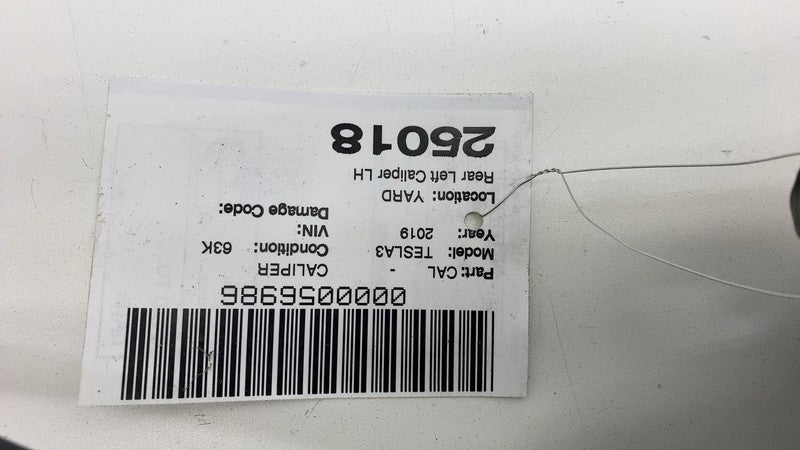 0000056986
Part: CAL - CALIPER
Model: TESLA3 Condition: 63K
Year: 2019 VIN:
Location: YARD Damage Code:
Rear Left Caliper LH
25018